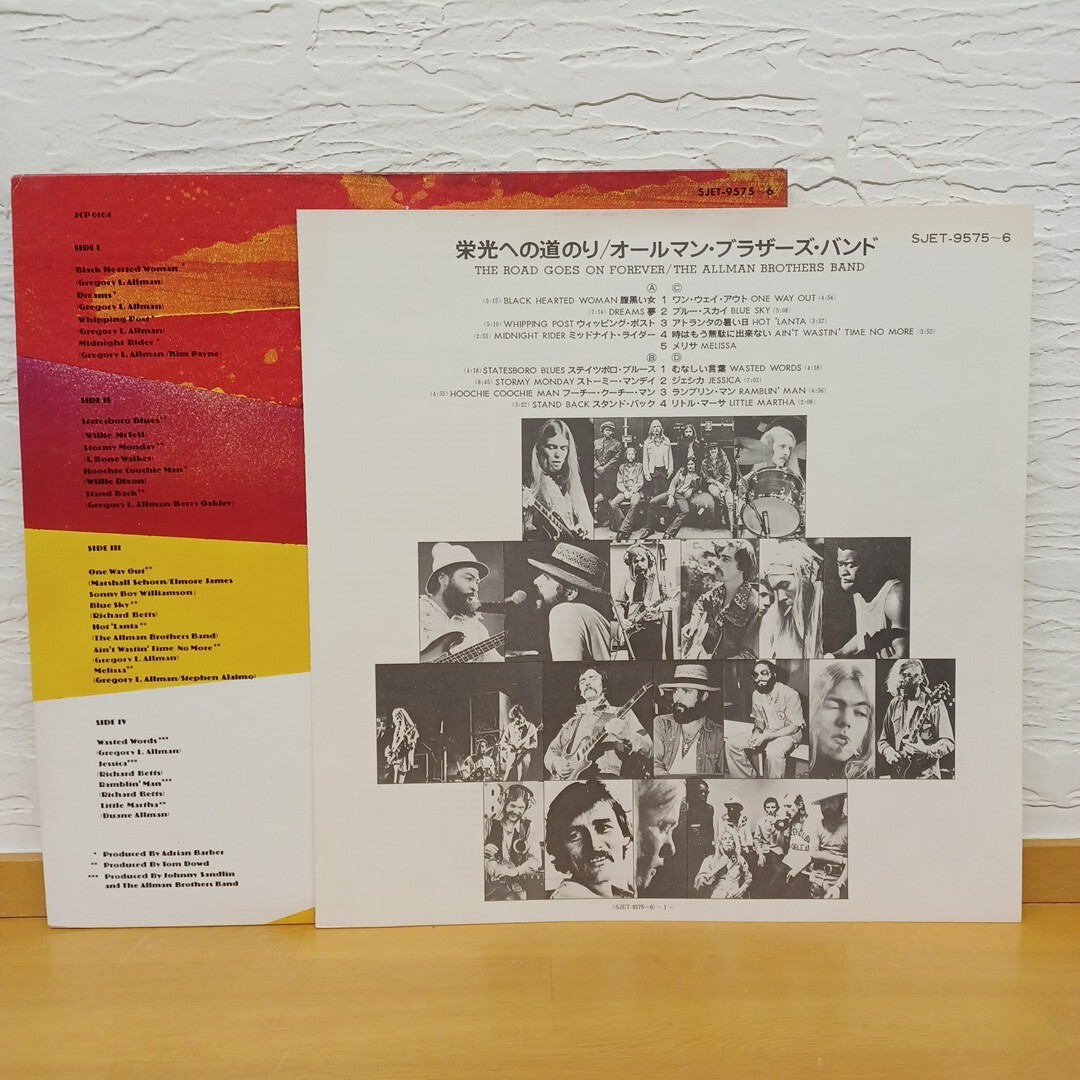 SJET-9575~6
2CP 0164
SIDE I
Black Hearted Woman*
(Gregory L. Allman)
Dreams*
(Gregory L. Allman)
Whipping Post*
(Gregory L. Allman)
Midnight Rider*
(Gregory L. Allman/Kim Payne)
SIDE II
Statesboro Blues**
(Willie McTell)
Stormy Monday**
(T. Bone Walker)
Hoochie Coochie Man*
(Willie Dixon)
Stand Back**
(Gregory L. Allman/Berry Oakley)
SIDE III
One Way Out**
(Marshall Sehorn/Elmore James
Sonny Boy Williamson)
Blue Sky**
(Richard Betts)
Hot 'Lanta**
(The Allman Brothers Band)
Ain't Wastin' Time No More**
(Gregory L. Allman)
Melissa**
(Gregory L. Allman/Stephen Alaimo)
SIDE IV
Wasted Words***
(Gregory L. Allman)
Jessica***
(Richard Betts)
Ramblin' Man***
(Richard Betts)
Little Martha**
(Duane Allman)
* Produced By Adrian Barber
** Produced By Tom Dowd
*** Produced By Johnny Sandlin
and The Allman Brothers Band
SJET-9575~6
栄光への道のり/オールマン・ブラザーズ・バンド
THE ROAD GOES ON FOREVER/THE ALLMAN BROTHERS BAND
Ⓐ Ⓒ
(5:15) BLACK HEARTED WOMAN 腹黒い女 1 ワン・ウェイ・アウト ONE WAY OUT (4:54)
(7:14) DREAMS 夢 2 ブルー・スカイ BLUE SKY (5:08)
(5:19) WHIPPING POST ウィッピング・ポスト 3 アトランタの暑い日 HOT 'LANTA (3:37)
(2:55) MIDNIGHT RIDER ミッドナイト・ライダー 4 時はもう無駄に出来ない AIN'T WASTIN' TIME NO MORE (3:32)
5 メリサ MELISSA
Ⓑ Ⓓ
(4:18) STATESBORO BLUES ステイツボロ・ブルース 1 むなしい言葉 WASTED WORDS (4:18)
(8:45) STORMY MONDAY ストーミー・マンデイ 2 ジェシカ JESSICA (7:03)
(4:55) HOOCHIE COOCHIE MAN フーチー・クーチー・マン 3 ランブリン・マン RAMBLIN' MAN (4:56)
(3:22) STAND BACK スタンド・バック 4 リトル・マーサ LITTLE MARTHA (2:08)
(SJET-9575~6) - 1 -